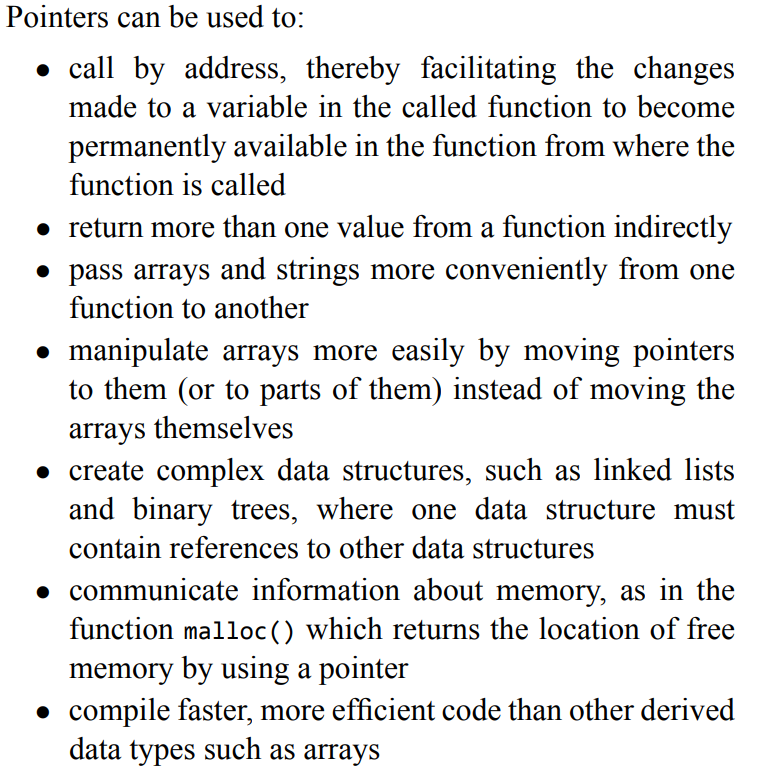 Pointers can be used to:
• call by address, thereby facilitating the changes
made to a variable in the called function to become
permanently available in the function from where the
function is called
• return more than one value from a function indirectly
• pass arrays and strings more conveniently from one
function to another
• manipulate arrays more easily by moving pointers
to them (or to parts of them) instead of moving the
arrays themselves
• create complex data structures, such as linked lists
and binary trees, where one data structure must
contain references to other data structures
• communicate information about memory, as in the
function malloc() which returns the location of free
memory by using a pointer
• compile faster, more efficient code than other derived
data types such as arrays